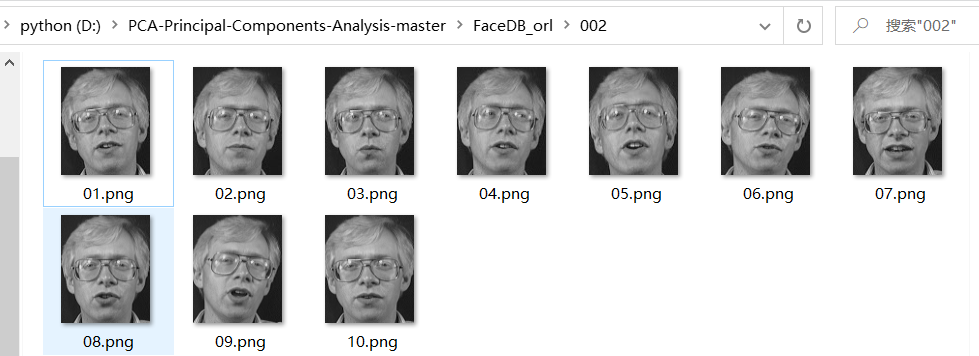 python (D:) > PCA-Principal-Components-Analysis-master > FaceDB_orl > 002
搜索"002"
01.png 02.png 03.png 04.png 05.png 06.png 07.png
08.png 09.png 10.png